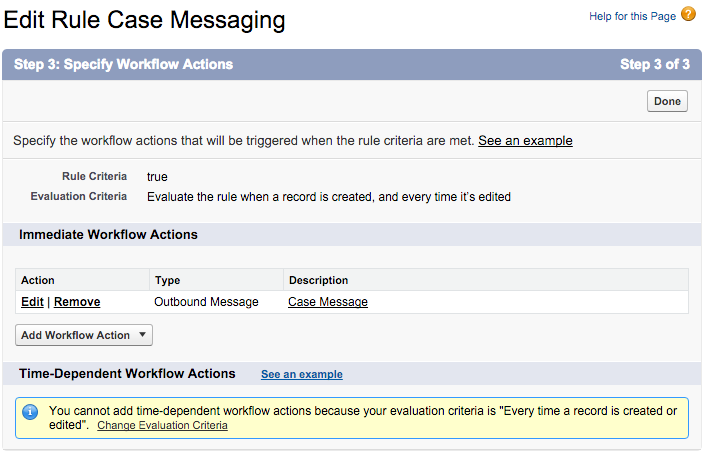 Edit Rule Case Messaging
Help for this Page ?
Step 3: Specify Workflow Actions Step 3 of 3
Done
Specify the workflow actions that will be triggered when the rule criteria are met. See an example
Rule Criteria true
Evaluation Criteria Evaluate the rule when a record is created, and every time it's edited
Immediate Workflow Actions
Action Type Description
Edit | Remove Outbound Message Case Message
Add Workflow Action
Time-Dependent Workflow Actions See an example
i You cannot add time-dependent workflow actions because your evaluation criteria is "Every time a record is created or
edited". Change Evaluation Criteria